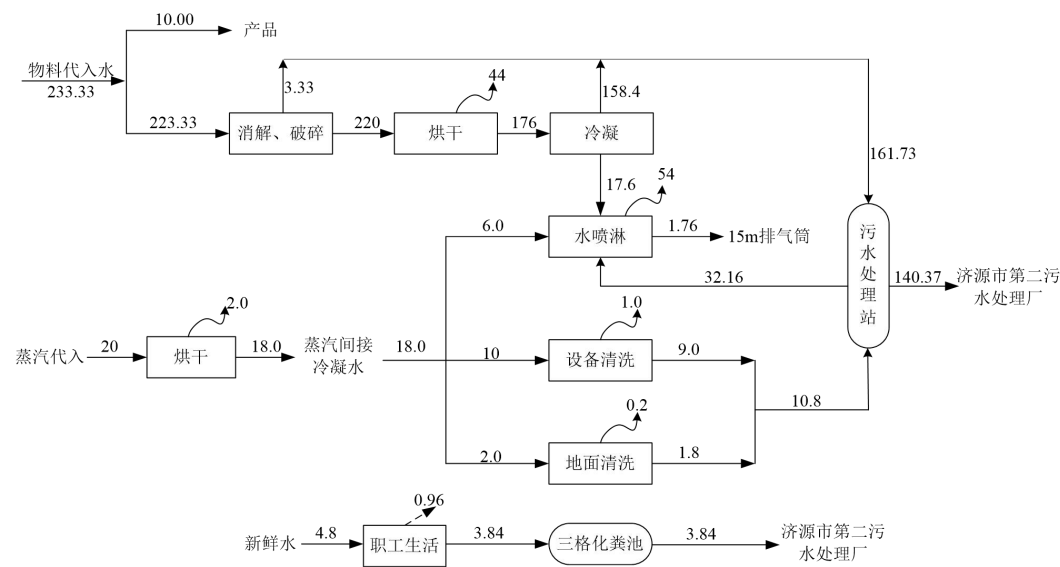 10.00
产品
物料代入水
233.33
3.33
44
158.4
223.33
消解、破碎
220
烘干
176
冷凝
161.73
17.6
54
6.0
水喷淋
1.76
15m排气筒
污水处理站
32.16
140.37
济源市第二污
水处理厂
2.0
1.0
蒸汽代入
20
烘干
18.0
蒸汽间接
冷凝水
18.0
10
设备清洗
9.0
10.8
0.2
2.0
地面清洗
1.8
0.96
新鲜水
4.8
职工生活
3.84
三格化粪池
3.84
济源市第二污
水处理厂